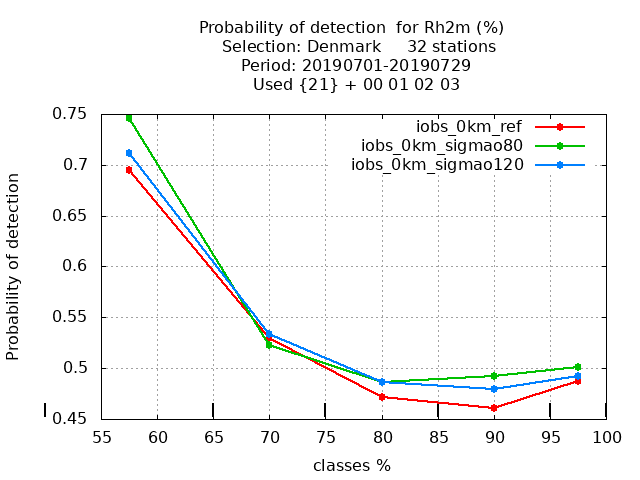 Probability of detection  for Rh2m (%)
Selection: Denmark     32 stations
Period: 20190701-20190729
Used {21} + 00 01 02 03
iobs_0km_ref
iobs_0km_sigmao80
iobs_0km_sigmao120
Probability of detection
0.75
0.7
0.65
0.6
0.55
0.5
0.45
55 60 65 70 75 80 85 90 95 100
classes %